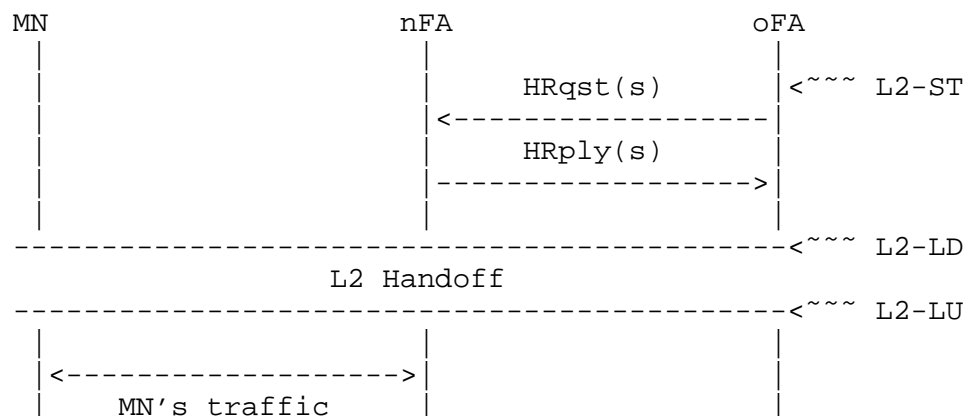 MN nFA oFA
| | |
| | HRqst(s) |<~~~ L2-ST
| |<------------------|
| | HRply(s) |
| |------------------>|
| | |
-----------------------------------------<~~~ L2-LD
L2 Handoff
-----------------------------------------<~~~ L2-LU
| | |
|<------------------->| |
| MN's traffic | |